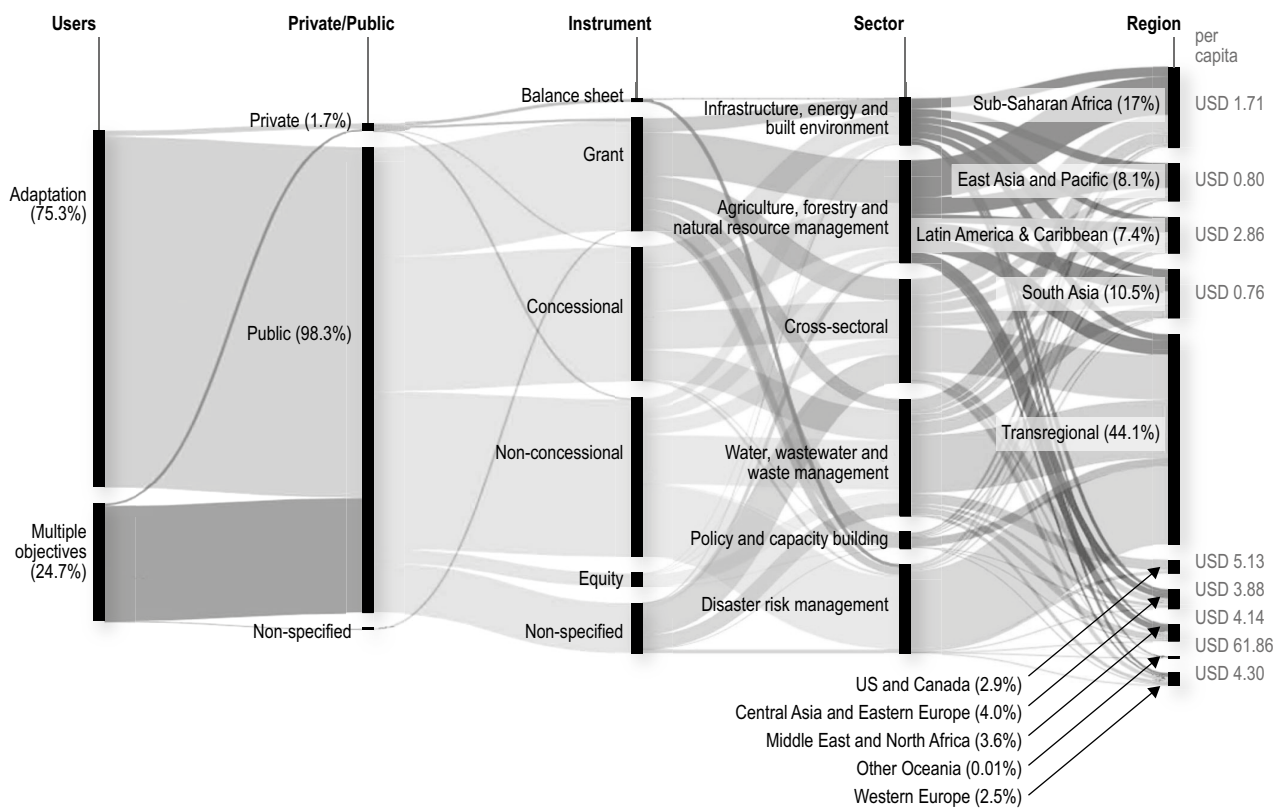 Users
Private/Public
Instrument
Sector
Region
per
capita
Adaptation
(75.3%)
Multiple
objectives
(24.7%)
Private (1.7%)
Public (98.3%)
Non-specified
Balance sheet
Grant
Concessional
Non-concessional
Equity
Non-specified
Infrastructure, energy and
built environment
Agriculture, forestry and
natural resource management
Cross-sectoral
Water, wastewater and
waste management
Policy and capacity building
Disaster risk management
Sub-Saharan Africa (17%)
USD 1.71
East Asia and Pacific (8.1%)
USD 0.80
Latin America & Caribbean (7.4%)
USD 2.86
South Asia (10.5%)
USD 0.76
Transregional (44.1%)
USD 5.13
USD 3.88
USD 4.14
USD 61.86
USD 4.30
US and Canada (2.9%)
Central Asia and Eastern Europe (4.0%)
Middle East and North Africa (3.6%)
Other Oceania (0.01%)
Western Europe (2.5%)